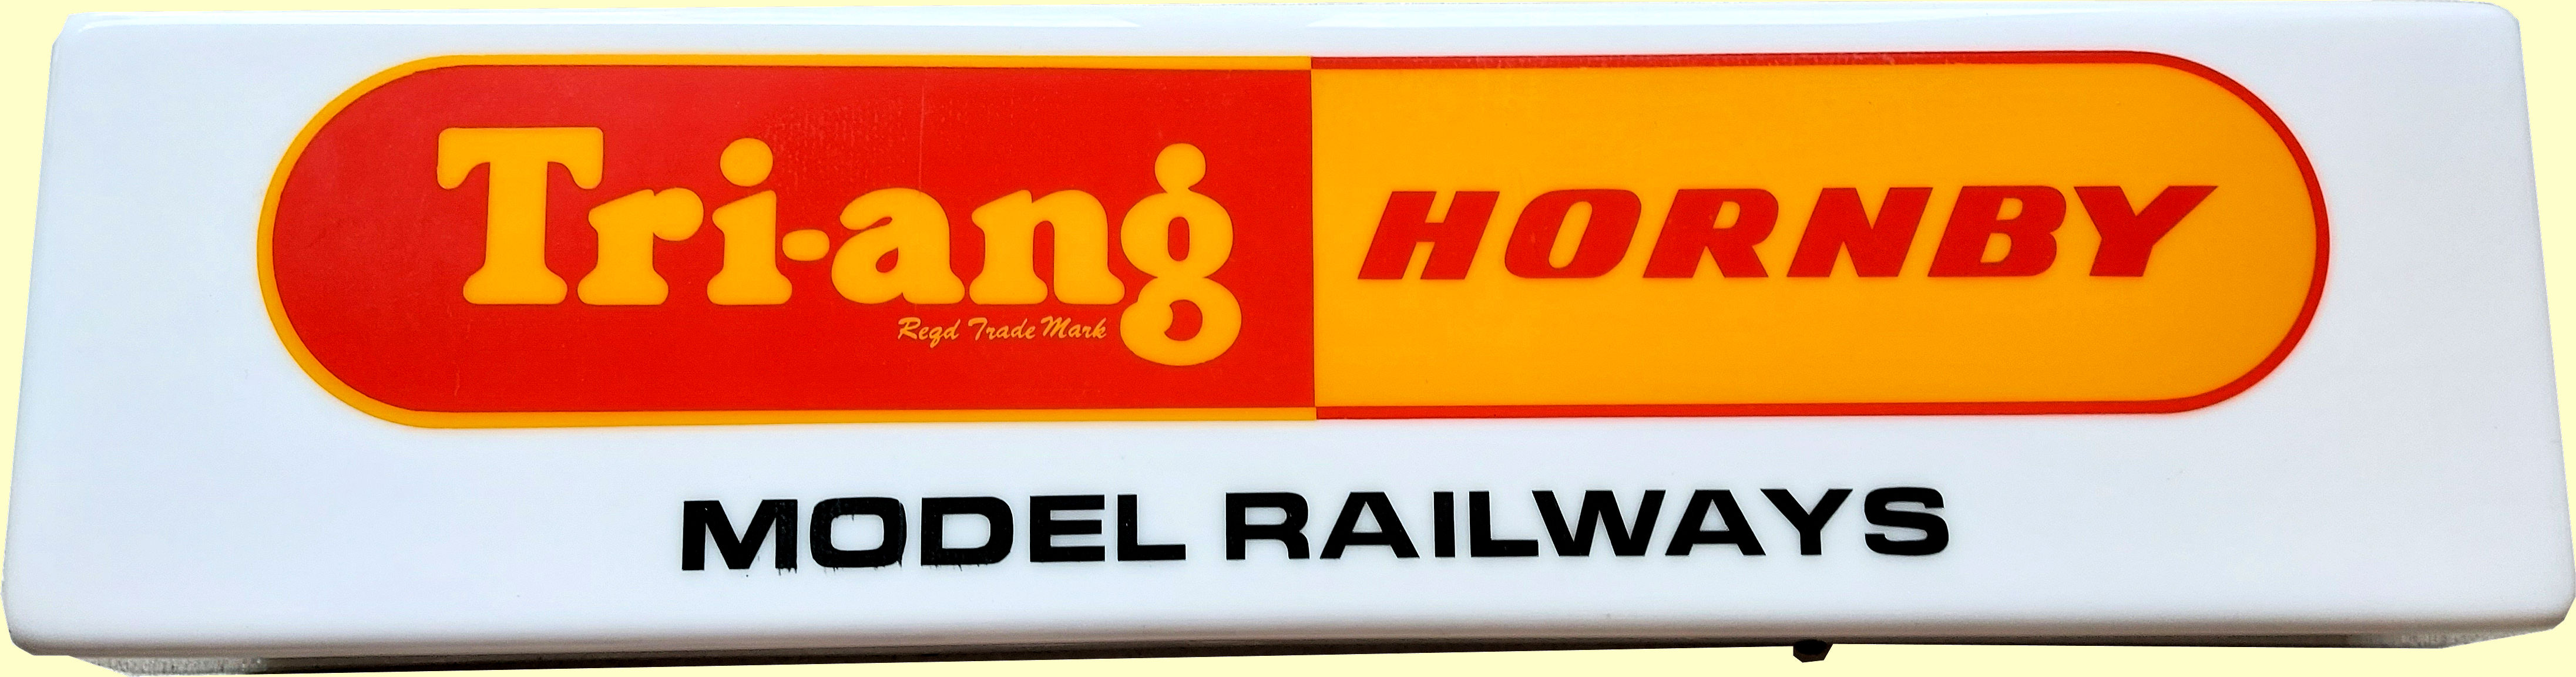 Tri-ang HORNBY
Regd Trade Mark
MODEL RAILWAYS